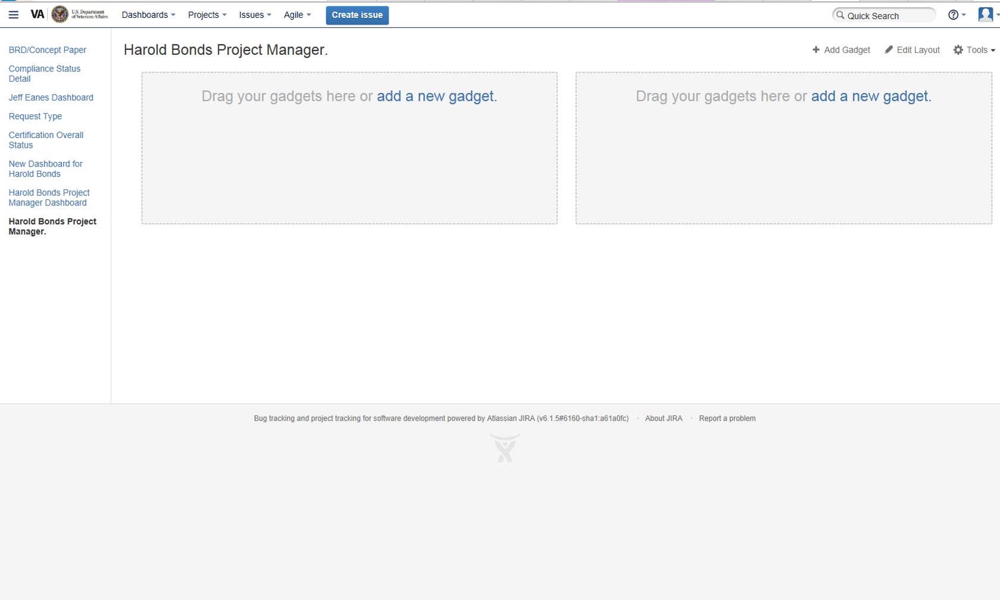 VA U.S. Department of Veterans Affairs Dashboards Projects Issues Agile Create issue Quick Search
BRD/Concept Paper
Compliance Status
Detail
Jeff Eanes Dashboard
Request Type
Certification Overall
Status
New Dashboard for
Harold Bonds
Harold Bonds Project
Manager Dashboard
Harold Bonds Project
Manager.
Harold Bonds Project Manager.
Add Gadget Edit Layout Tools
Drag your gadgets here or add a new gadget.
Drag your gadgets here or add a new gadget.
Bug tracking and project tracking for software development powered by Atlassian JIRA (v6.1.5#6160-sha1:a61a0fc) · About JIRA · Report a problem